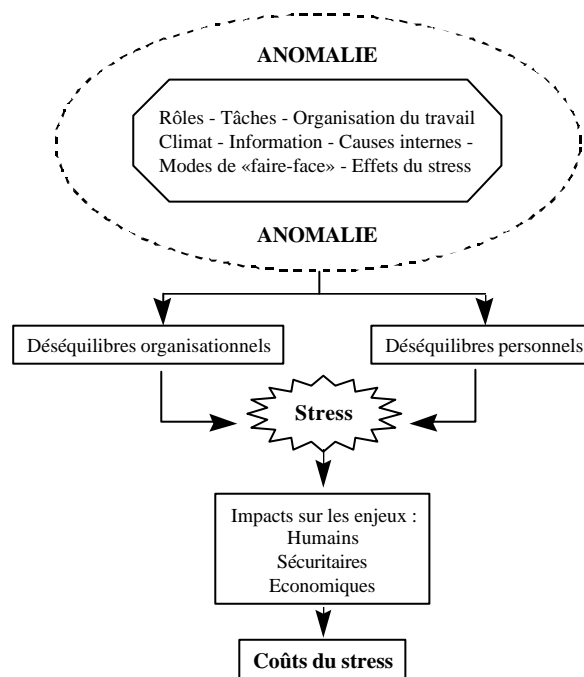 ANOMALIE
Rôles - Tâches - Organisation du travail
Climat - Information - Causes internes -
Modes de «faire-face» - Effets du stress
ANOMALIE
Déséquilibres organisationnels
Déséquilibres personnels
Stress
Impacts sur les enjeux :
Humains
Sécuritaires
Economiques
Coûts du stress